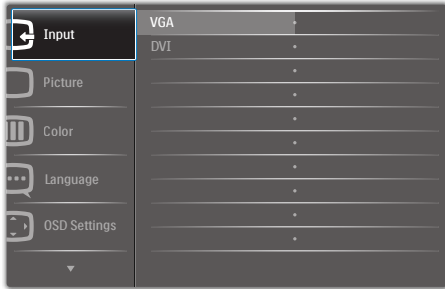 Input
Picture
Color
Language
OSD Settings
VGA
DVI